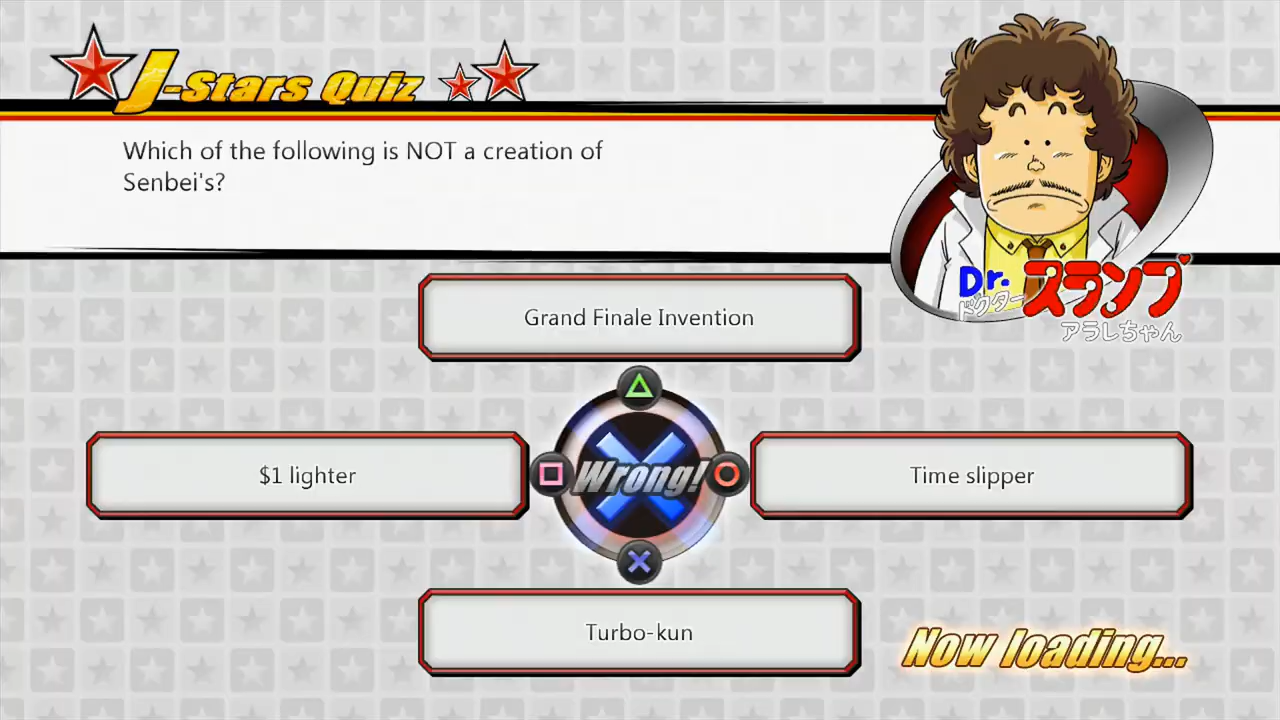 J-Stars Quiz
Which of the following is NOT a creation of
Senbei's?
Dr.スランプ
ドクター
アラレちゃん
Grand Finale Invention
$1 lighter
Wrong!
Time slipper
Turbo-kun
Now loading...